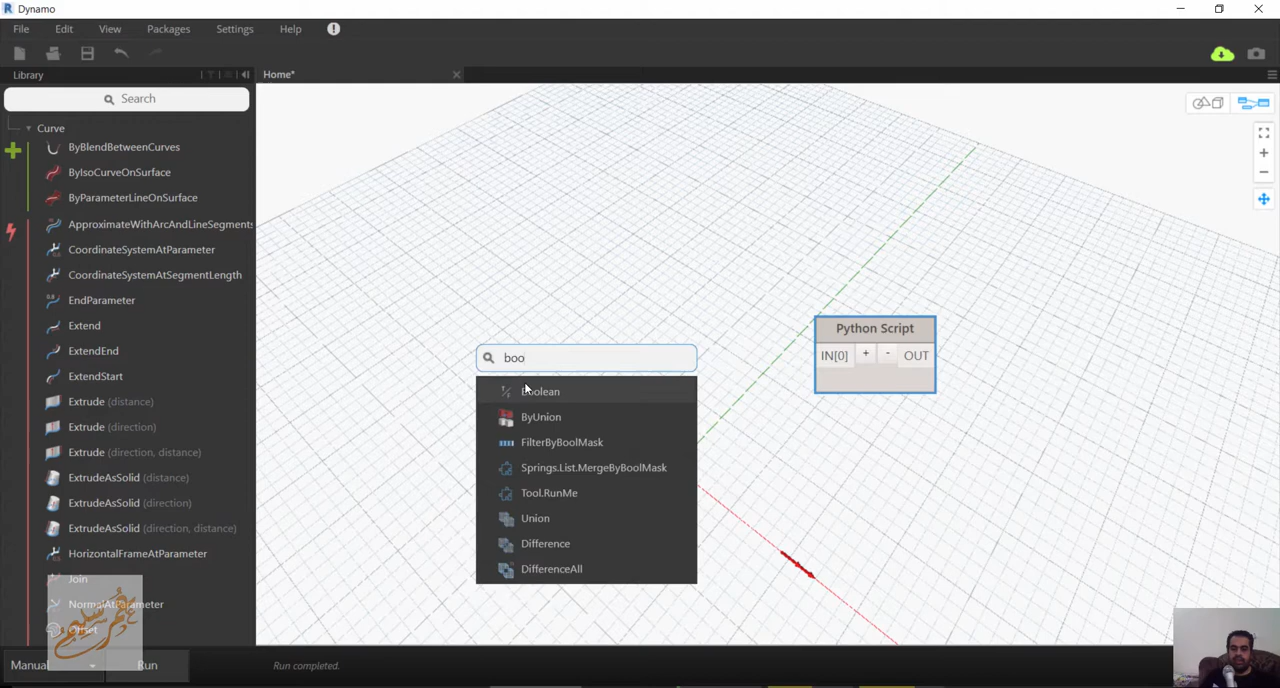 Dynamo
File Edit View Packages Settings Help
Library
Home*
Search
Curve
ByBlendBetweenCurves
ByIsoCurveOnSurface
ByParameterLineOnSurface
ApproximateWithArcAndLineSegments
CoordinateSystemAtParameter
CoordinateSystemAtSegmentLength
EndParameter
Extend
ExtendEnd
ExtendStart
Extrude (distance)
Extrude (direction)
Extrude (direction, distance)
ExtrudeAsSolid (distance)
ExtrudeAsSolid (direction)
ExtrudeAsSolid (direction, distance)
HorizontalFrameAtParameter
Join
NormalAtParameter
Offset
boo
Boolean
ByUnion
FilterByBoolMask
Springs.List.MergeByBoolMask
Tool.RunMe
Union
Difference
DifferenceAll
Python Script
IN[0] + - OUT
Manual Run
Run completed.